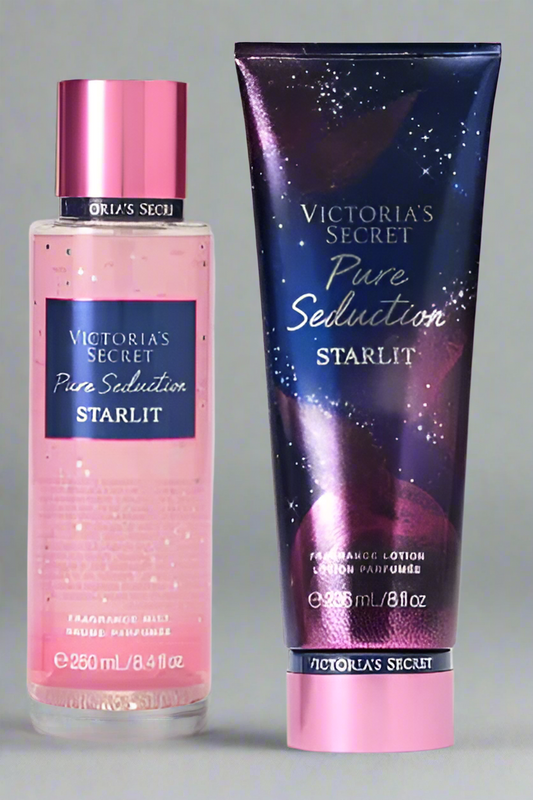 ORIA'S SECRE
VICTORIA'S
SECRET
Pure Seduction
STARLIT
FRAGRANCE MIST
BRUME PARFUMÉE
℮250 mL/8.4 fl oz
VICTORIA'S
SECRET
Pure
Seduction
STARLIT
FRAGRANCE LOTION
LOTION PARFUMÉE
mL/8 fl oz
VICTORIA'S SECRET